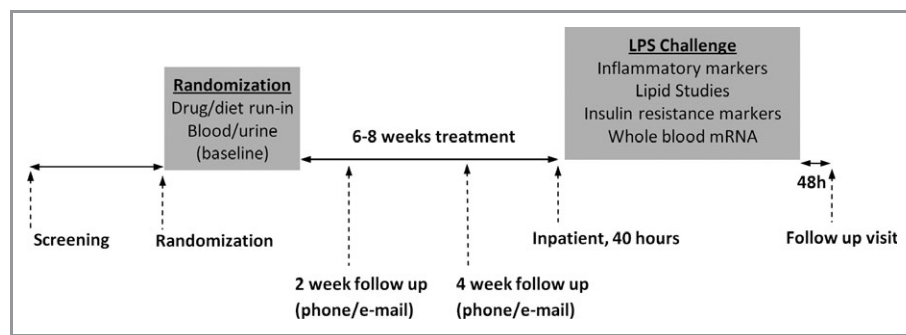 LPS Challenge
Inflammatory markers
Lipid Studies
Insulin resistance markers
Whole blood mRNA
Randomization
Drug/diet run-in
Blood/urine
(baseline)
6-8 weeks treatment
48h
Screening
Randomization
Inpatient, 40 hours
Follow up visit
2 week follow up
(phone/e-mail)
4 week follow up
(phone/e-mail)